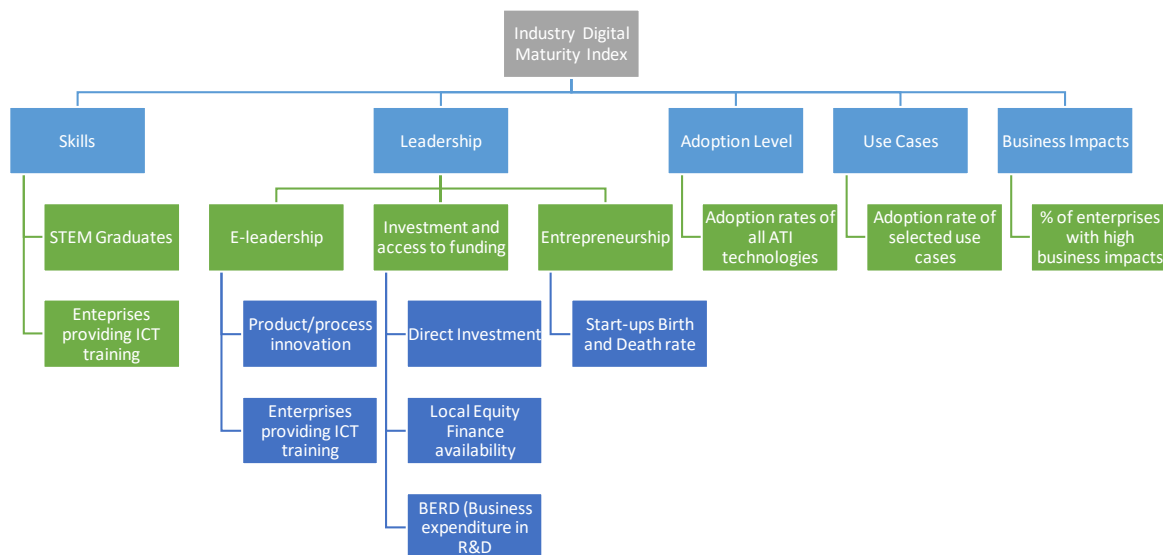 Industry Digital
Maturity Index
Skills
Leadership
Adoption Level
Use Cases
Business Impacts
STEM Graduates
E-leadership
Investment and
access to funding
Entrepreneurship
Adoption rates of
all ATI
technologies
Adoption rate of
selected use
cases
% of enterprises
with high
business impacts
Enteprises
providing ICT
training
Product/process
innovation
Direct Investment
Start-ups Birth
and Death rate
Enterprises
providing ICT
training
Local Equity
Finance
availability
BERD (Business
expenditure in
R&D